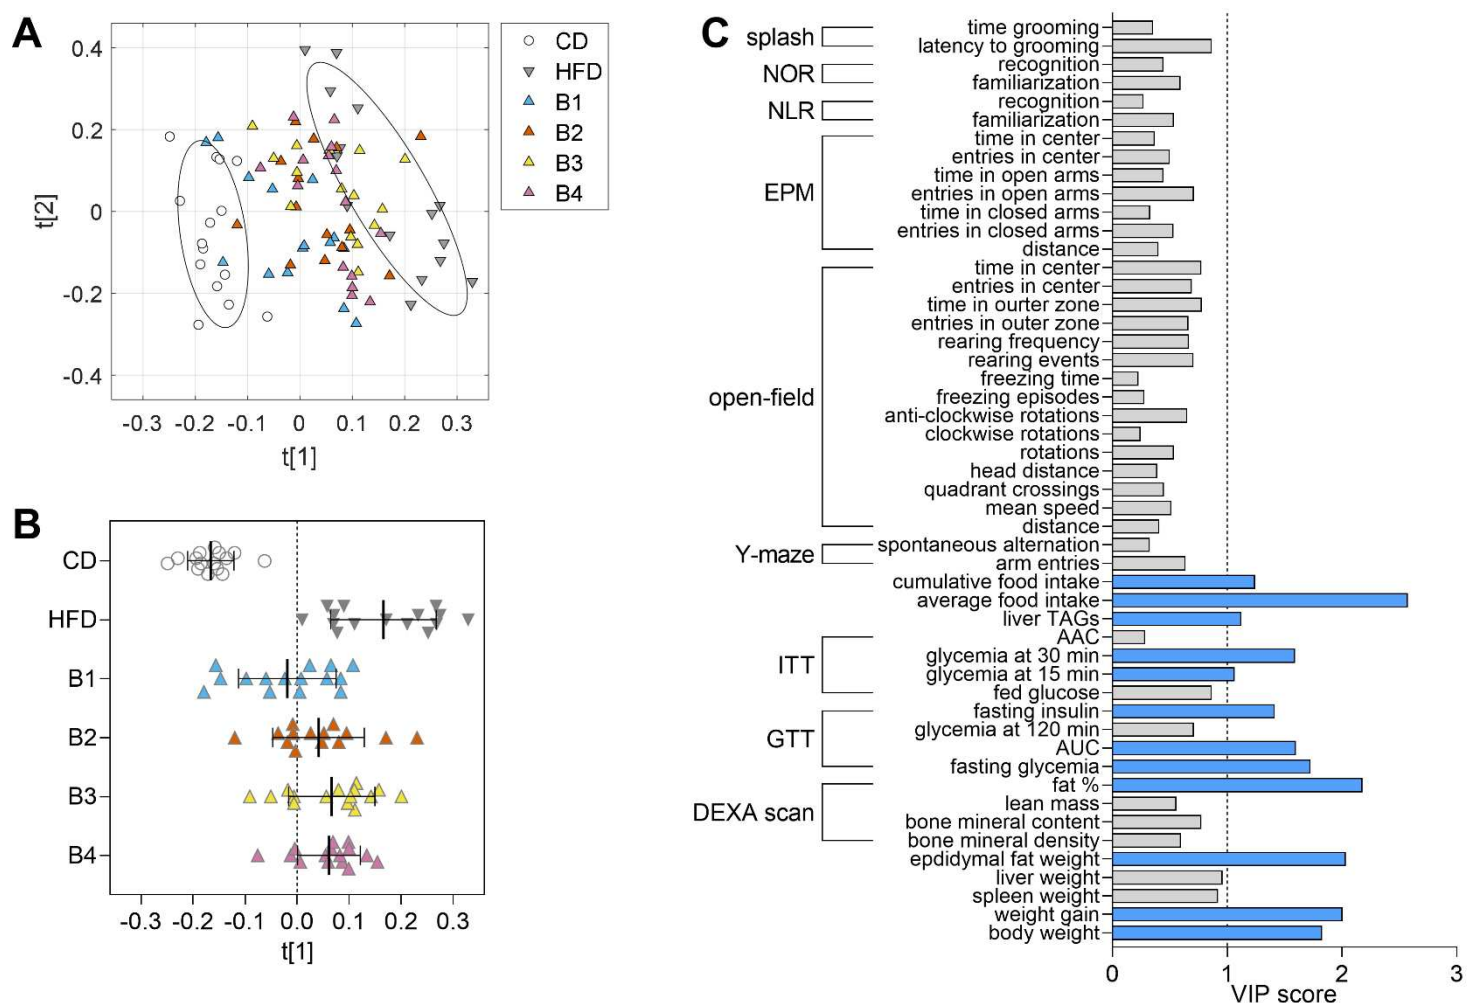 A
t[2]
0.4
0.2
0
-0.2
-0.4
-0.3
-0.2
-0.1
0
0.1
0.2
0.3
t[1]
CD
HFD
B1
B2
B3
B4
B
CD
HFD
B1
B2
B3
B4
-0.3
-0.2
-0.1
0.0
0.1
0.2
0.3
t[1]
C
splash
NOR
NLR
EPM
open-field
Y-maze
ITT
GTT
DEXA scan
time grooming
latency to grooming
recognition
familiarization
recognition
familiarization
time in center
entries in center
time in open arms
entries in open arms
time in closed arms
entries in closed arms
distance
time in center
entries in center
time in ourter zone
entries in outer zone
rearing frequency
rearing events
freezing time
freezing episodes
anti-clockwise rotations
clockwise rotations
rotations
head distance
quadrant crossings
mean speed
distance
spontaneous alternation
arm entries
cumulative food intake
average food intake
liver TAGs
AAC
glycemia at 30 min
glycemia at 15 min
fed glucose
fasting insulin
glycemia at 120 min
AUC
fasting glycemia
fat %
lean mass
bone mineral content
bone mineral density
epdidymal fat weight
liver weight
spleen weight
weight gain
body weight
0
1
2
3
VIP score